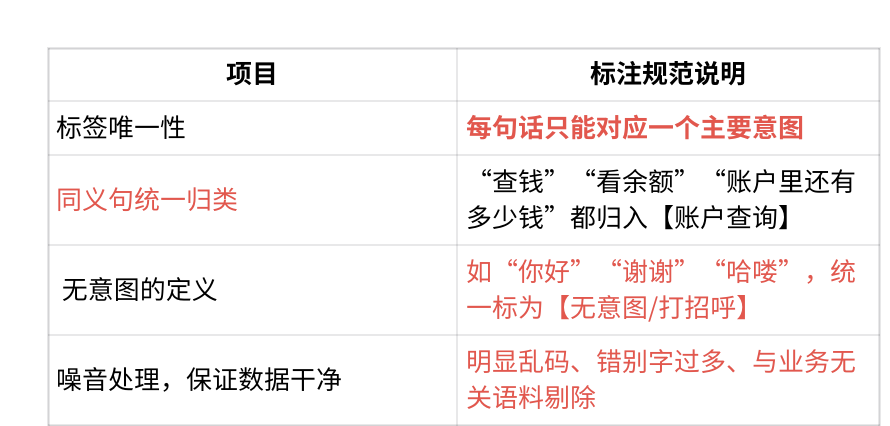 项目
标注规范说明
标签唯一性
每句话只能对应一个主要意图
同义句统一归类
“查钱”“看余额”“账户里还有
多少钱”都归入【账户查询】
无意图的定义
如“你好”“谢谢”“哈喽”，统
一标为【无意图/打招呼】
噪音处理，保证数据干净
明显乱码、错别字过多、与业务无
关语料剔除